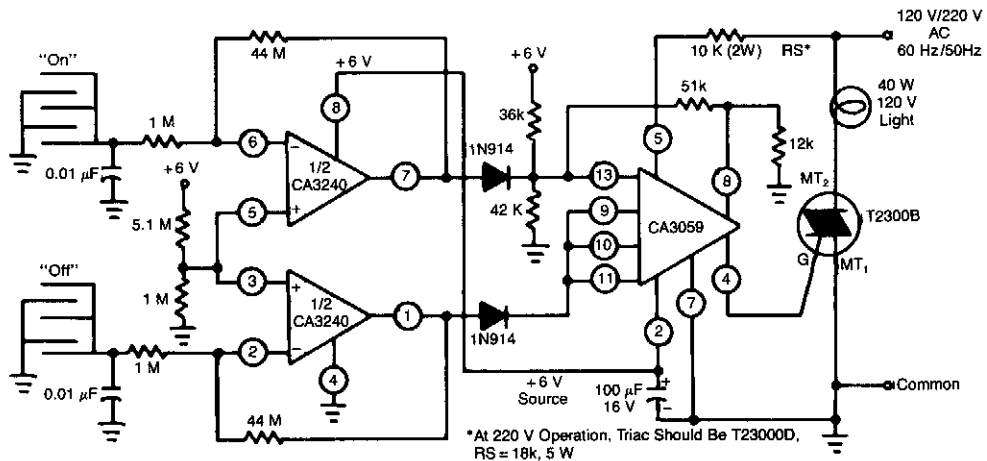 120 V/220 V
AC
60 Hz/50Hz
44 M
10 K (2W) RS*
"On"
+6 V
51k
40 W
120 V
Light
8
36k
1 M
5
12k
6
−
1/2
CA3240
7
1N914
13
8
0.01 µF
+6 V
MT2
5
+
42 K
9
CA3059
T2300B
5.1 M
10
G
MT1
"Off"
11
4
3
+
7
1 M
1/2
CA3240
1
2
1N914
2
−
1 M
4
+6 V
Source
100 µF
16 V
+
−
Common
0.01 µF
44 M
*At 220 V Operation, Triac Should Be T23000D,
RS = 18k, 5 W